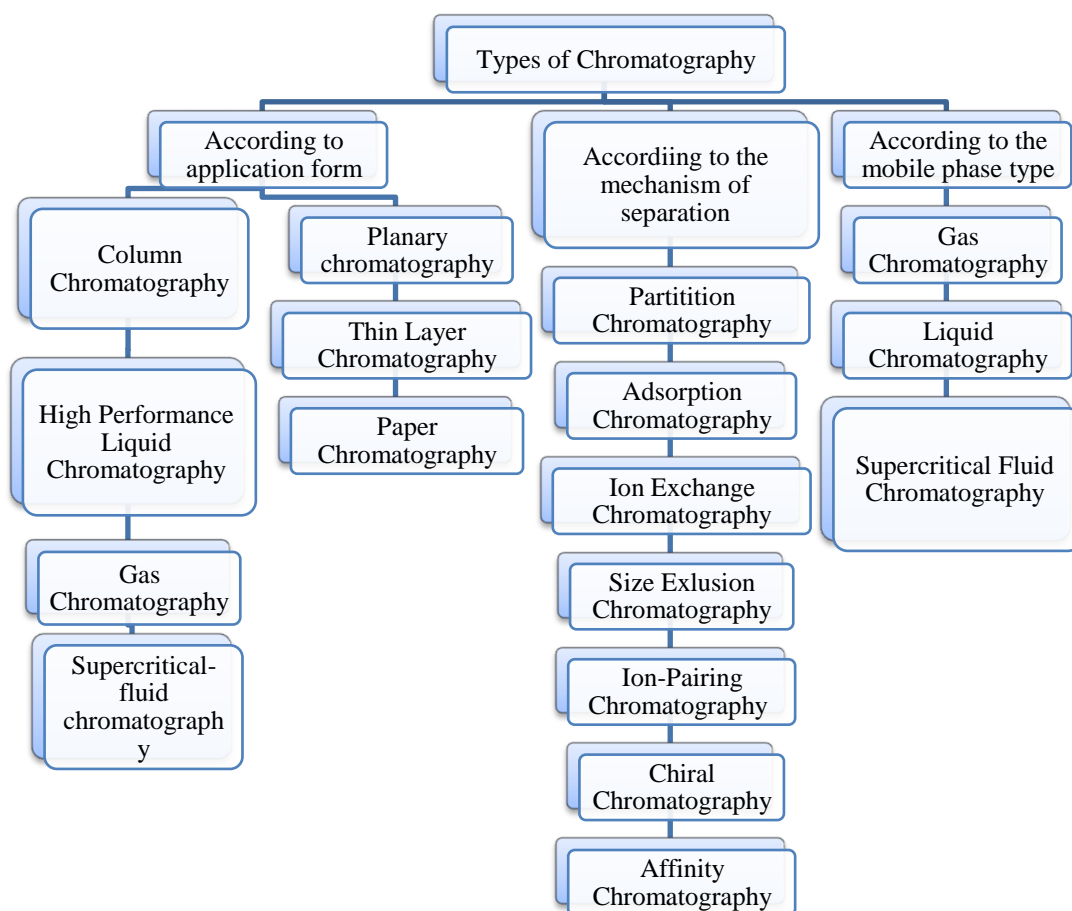 Types of Chromatography
According to
application form
Column
Chromatography
High Performance
Liquid
Chromatography
Gas
Chromatography
Supercritical-
fluid
chromatograph
y
Planary
chromatography
Thin Layer
Chromatography
Paper
Chromatography
Accordiing to the
mechanism of
separation
Partitition
Chromatography
Adsorption
Chromatography
Ion Exchange
Chromatography
Size Exlusion
Chromatography
Ion-Pairing
Chromatography
Chiral
Chromatography
Affinity
Chromatography
According to the
mobile phase type
Gas
Chromatography
Liquid
Chromatography
Supercritical Fluid
Chromatography